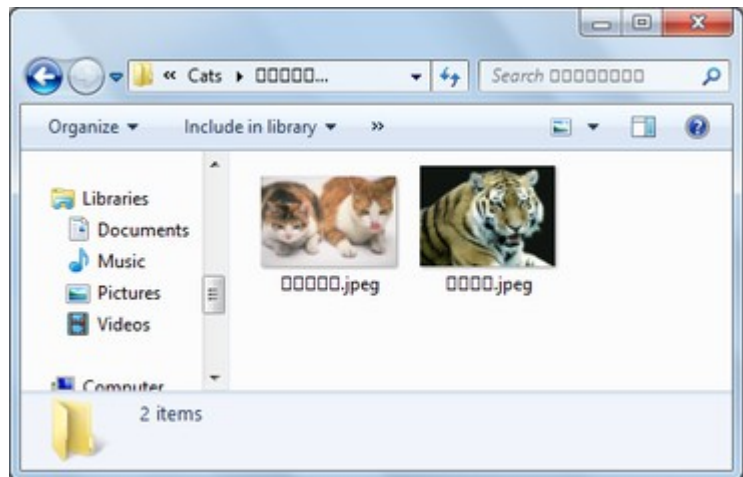 « Cats ▸ □□□□□...
Search □□□□□□□□
Organize
Include in library
»
Libraries
Documents
Music
Pictures
Videos
Computer
□□□□□.jpeg
□□□□.jpeg
2 items